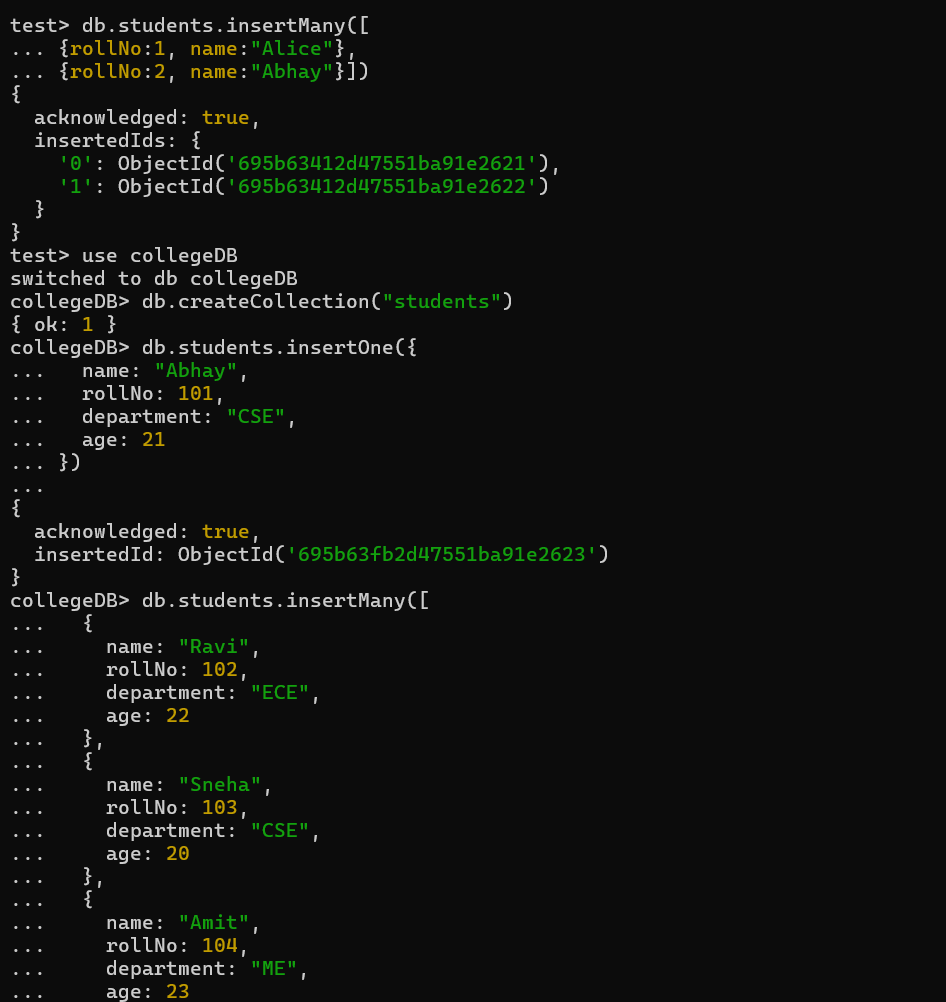 test> db.students.insertMany([
... {rollNo:1, name:"Alice"},
... {rollNo:2, name:"Abhay"}])
{
  acknowledged: true,
  insertedIds: {
    '0': ObjectId('695b63412d47551ba91e2621'),
    '1': ObjectId('695b63412d47551ba91e2622')
  }
}
test> use collegeDB
switched to db collegeDB
collegeDB> db.createCollection("students")
{ ok: 1 }
collegeDB> db.students.insertOne({
...   name: "Abhay",
...   rollNo: 101,
...   department: "CSE",
...   age: 21
... })
...
{
  acknowledged: true,
  insertedId: ObjectId('695b63fb2d47551ba91e2623')
}
collegeDB> db.students.insertMany([
...   {
...     name: "Ravi",
...     rollNo: 102,
...     department: "ECE",
...     age: 22
...   },
...   {
...     name: "Sneha",
...     rollNo: 103,
...     department: "CSE",
...     age: 20
...   },
...   {
...     name: "Amit",
...     rollNo: 104,
...     department: "ME",
...     age: 23